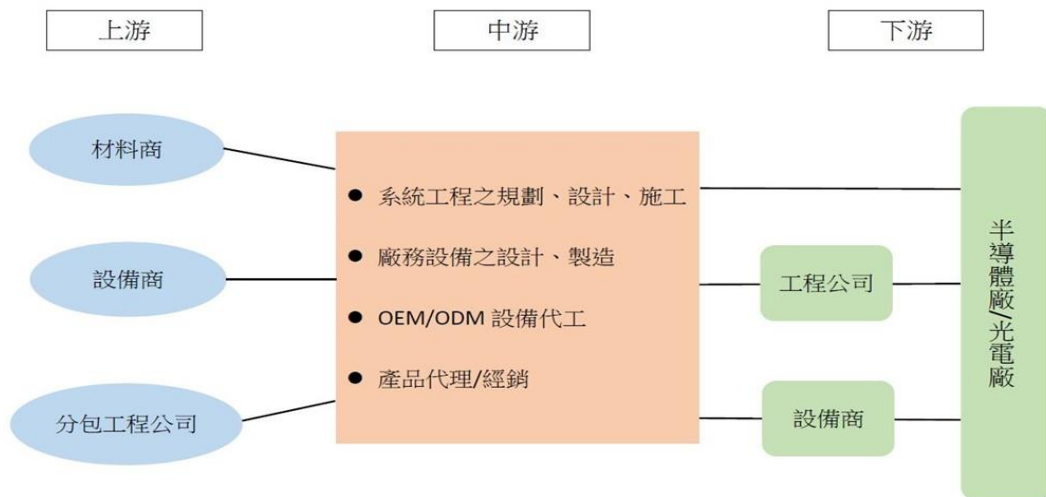 上游
中游
下游
材料商
設備商
分包工程公司
● 系統工程之規劃、設計、施工
● 廠務設備之設計、製造
● OEM/ODM 設備代工
● 產品代理/經銷
工程公司
設備商
半導體廠/光電廠